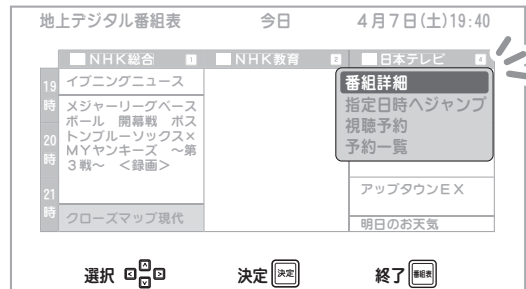 地上デジタル番組表 今日 4月7日(土)19:40
NHK総合 1 NHK教育 2 日本テレビ 4
19時
イブニングニュース
メジャーリーグベース
ボール 開幕戦 ボス
トンブルーソックス×
MYヤンキーズ ～第
3戦～ <録画>
20時
21時
クローズマップ現代
番組詳細
指定日時へジャンプ
視聴予約
予約一覧
アップタウンEX
明日のお天気
選択 決定 決定 終了 番組表